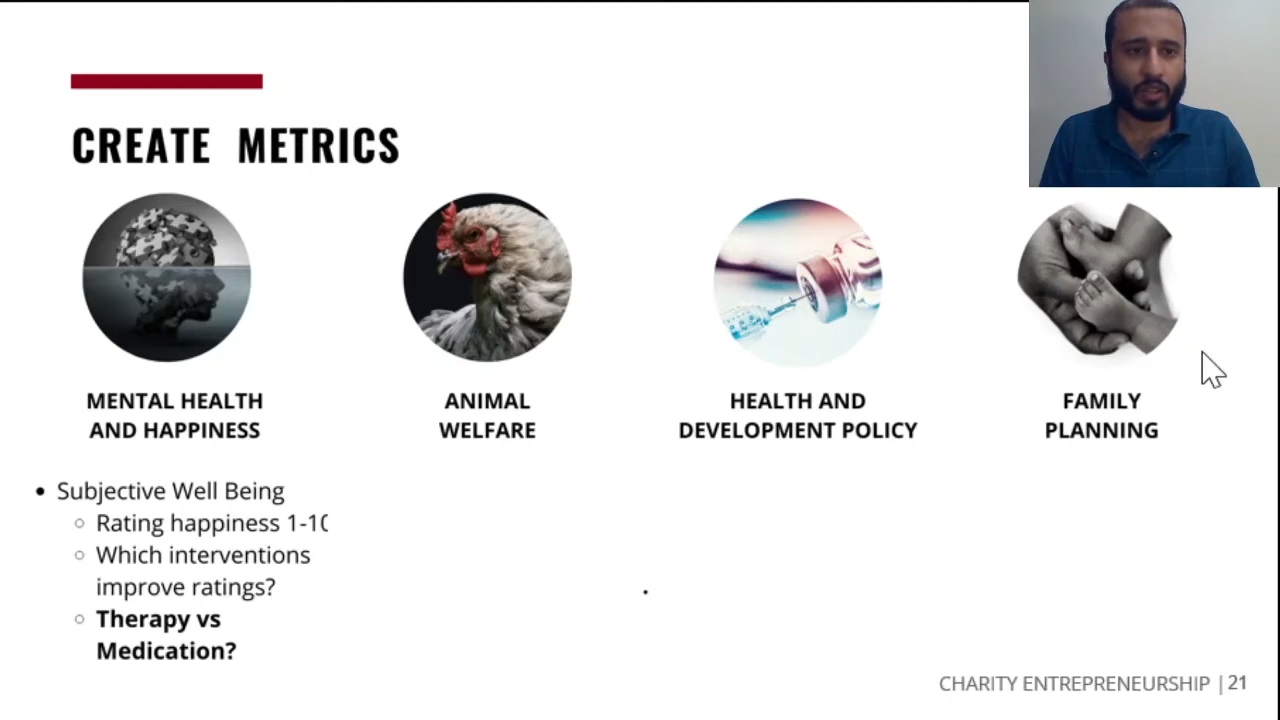 CREATE METRICS
MENTAL HEALTH
AND HAPPINESS
ANIMAL
WELFARE
HEALTH AND
DEVELOPMENT POLICY
FAMILY
PLANNING
• Subjective Well Being
○ Rating happiness 1-10
○ Which interventions
improve ratings?
○ Therapy vs
Medication?
CHARITY ENTREPRENEURSHIP | 21